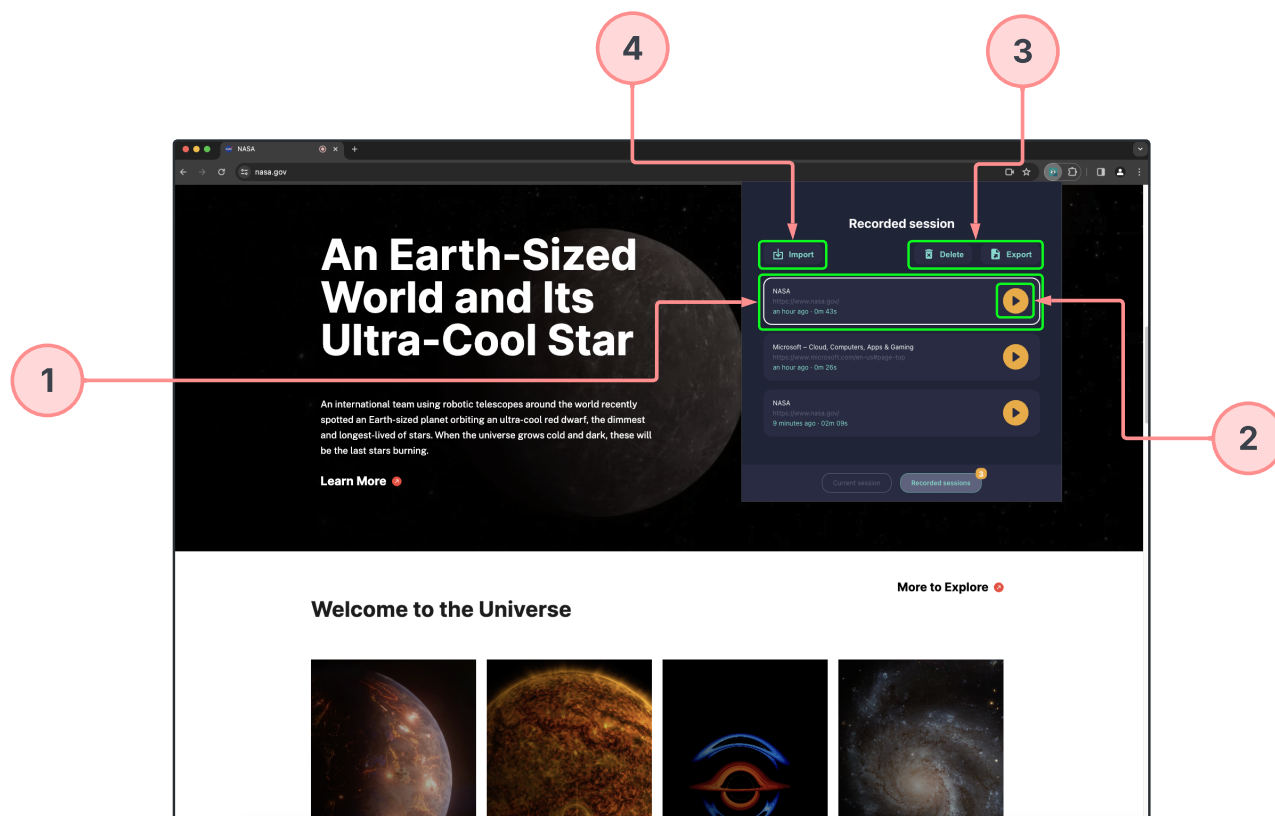 4
3
NASA
nasa.gov
An Earth-Sized
World and Its
Ultra-Cool Star
Recorded session
Import
Delete
Export
NASA
https://www.nasa.gov/
an hour ago · 0m 43s
2
Microsoft – Cloud, Computers, Apps & Gaming
https://www.microsoft.com/en-us#page-top
an hour ago · 0m 26s
1
An international team using robotic telescopes around the world recently
spotted an Earth-sized planet orbiting an ultra-cool red dwarf, the dimmest
and longest-lived of stars. When the universe grows cold and dark, these will
be the last stars burning.
NASA
https://www.nasa.gov/
9 minutes ago · 02m 09s
Learn More
Current session
Recorded sessions
3
More to Explore
Welcome to the Universe